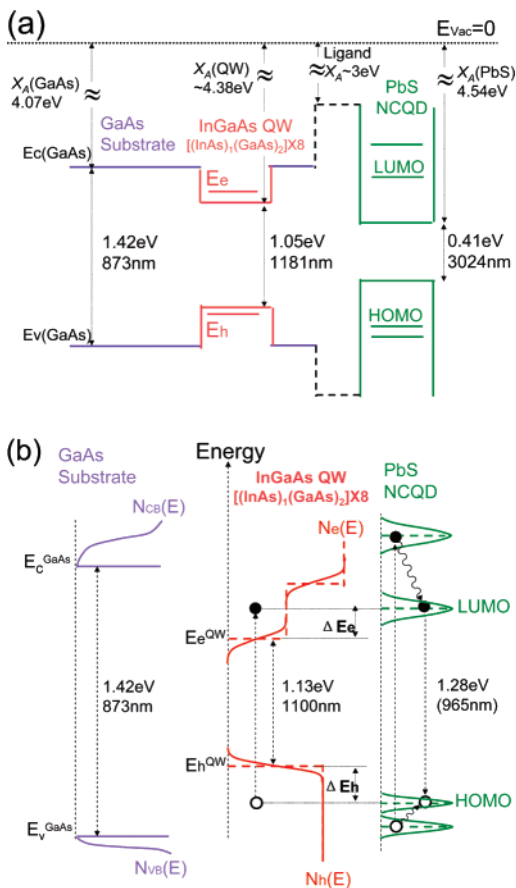 (a)
EVac=0
XA(GaAs)
4.07eV
XA(QW)
~4.38eV
Ligand
XA~3eV
XA(PbS)
4.54eV
GaAs
Substrate
InGaAs QW
[(InAs)1(GaAs)2]X8
PbS
NCQD
Ec(GaAs)
Ee
LUMO
1.42eV
873nm
1.05eV
1181nm
0.41eV
3024nm
Ev(GaAs)
Eh
HOMO
(b)
GaAs
Substrate
Energy
InGaAs QW
[(InAs)1(GaAs)2]X8
PbS
NCQD
NCB(E)
Ne(E)
EcGaAs
LUMO
Δ Ee
EeQW
1.42eV
873nm
1.13eV
1100nm
1.28eV
(965nm)
EhQW
Δ Eh
HOMO
EvGaAs
NVB(E)
Nh(E)